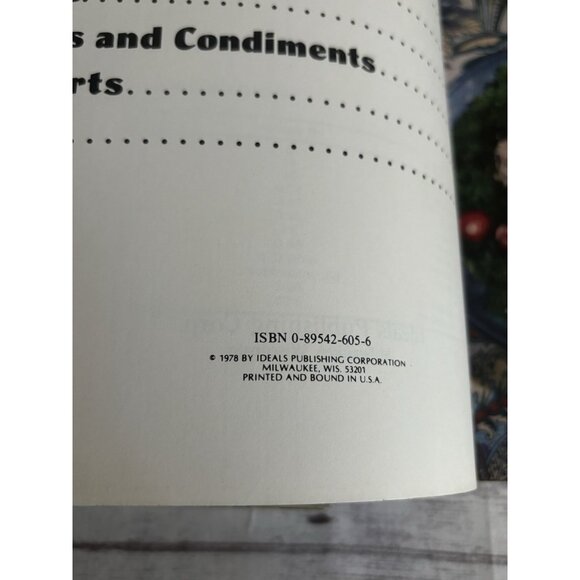 s and Condiments......
rts..........................
ISBN 0-89542-605-6
© 1978 BY IDEALS PUBLISHING CORPORATION
MILWAUKEE, WIS. 53201
PRINTED AND BOUND IN U.S.A.